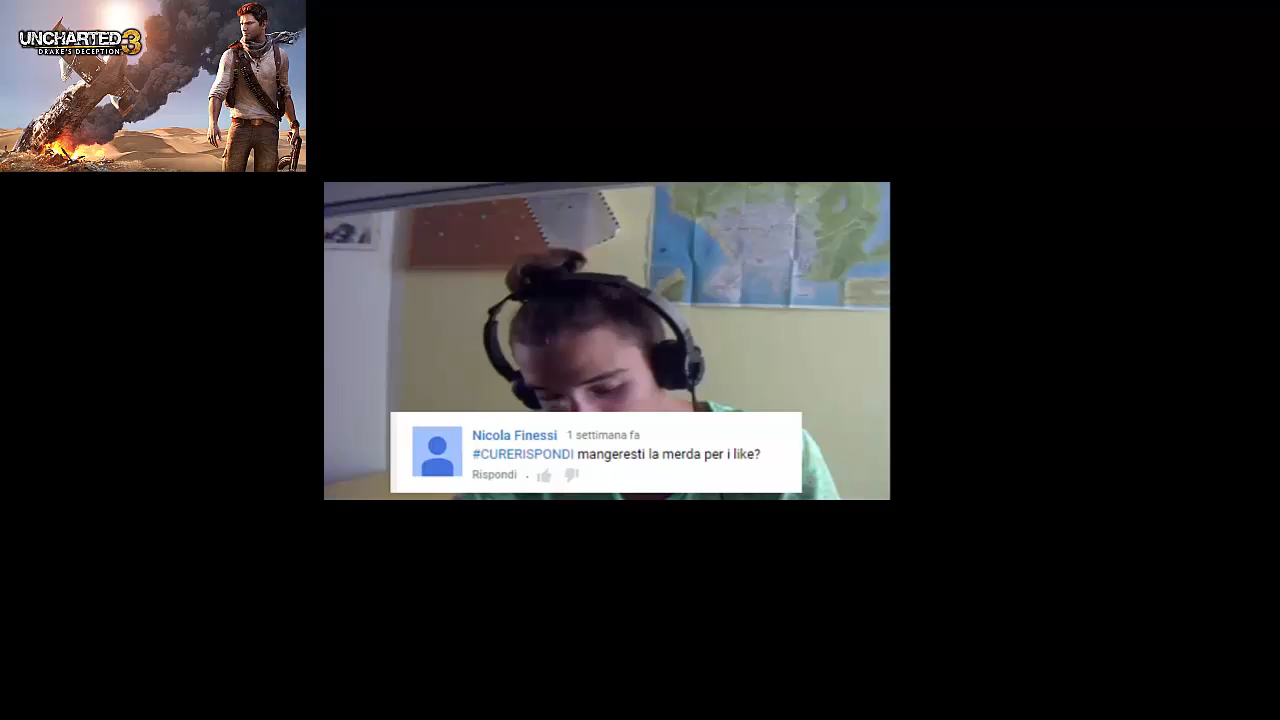 UNCHARTED 3
DRAKE'S DECEPTION
Nicola Finessi 1 settimana fa
#CURERISPONDI mangeresti la merda per i like?
Rispondi ·